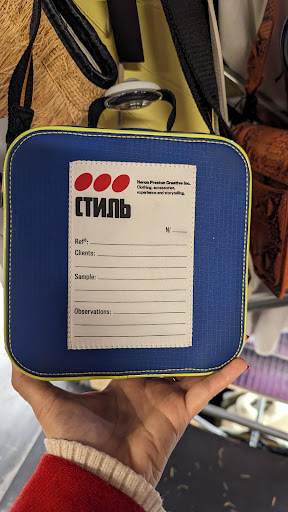 Heron Preston Creative Inc.
Clothing, accessories,
experience and storytelling.
СТИЛЬ
N/
Ref°:
Clients:
Sample:
Observations: